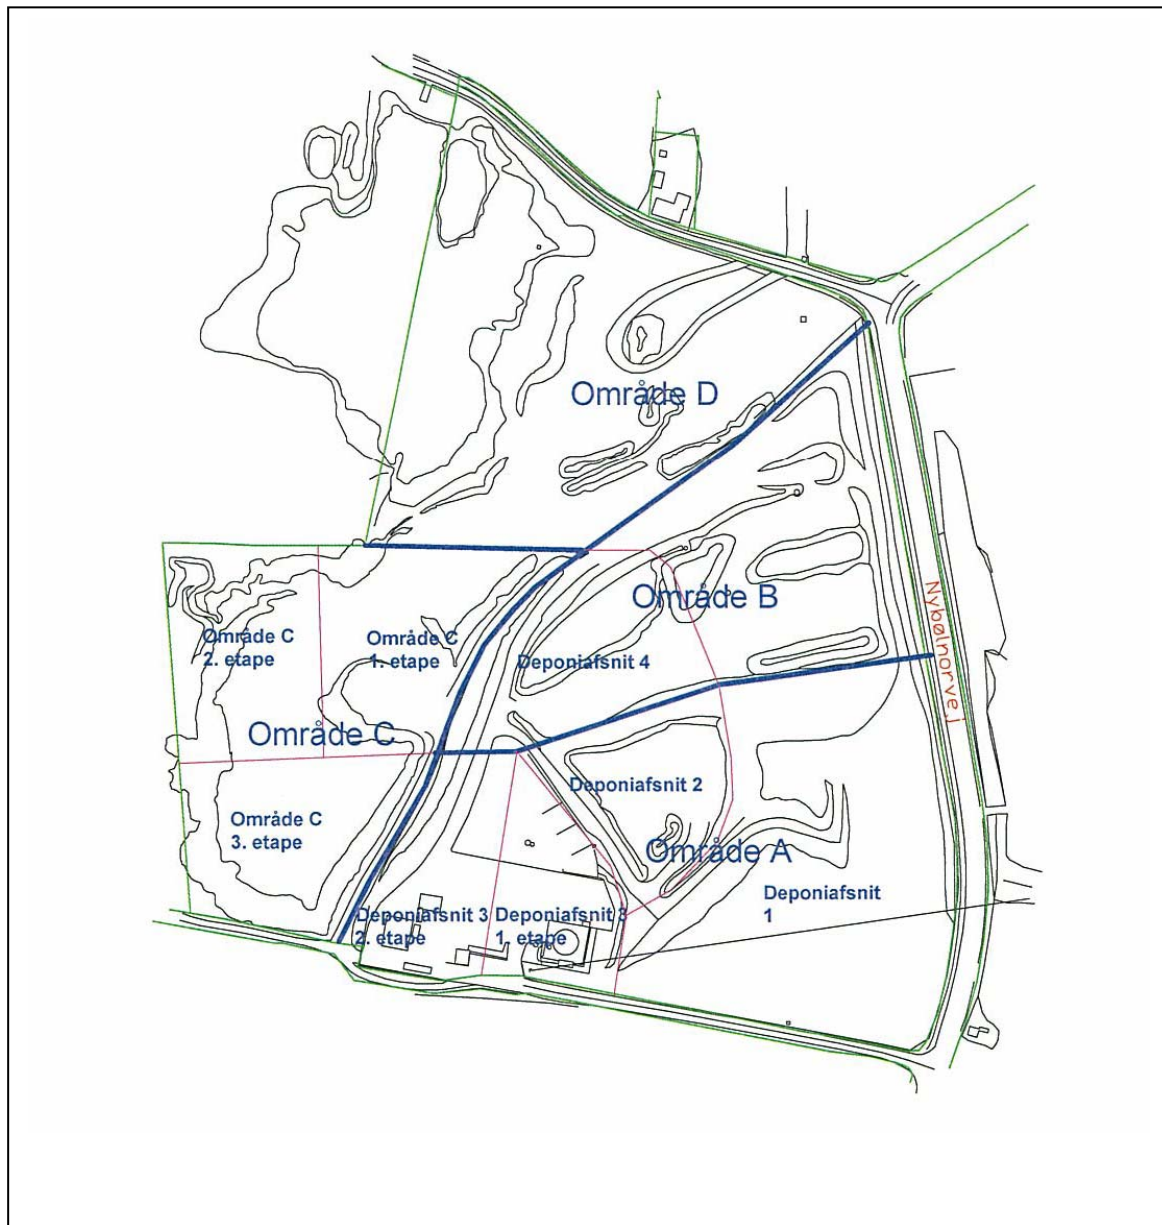 Område D
Område B
Nybølnorvej
Område C
2. etape
Område C
1. etape
Deponiafsnit 4
Område C
Deponiafsnit 2
Område C
3. etape
Område A
Deponiafsnit
1
Deponiafsnit 3
2. etape
Deponiafsnit 3
1. etape